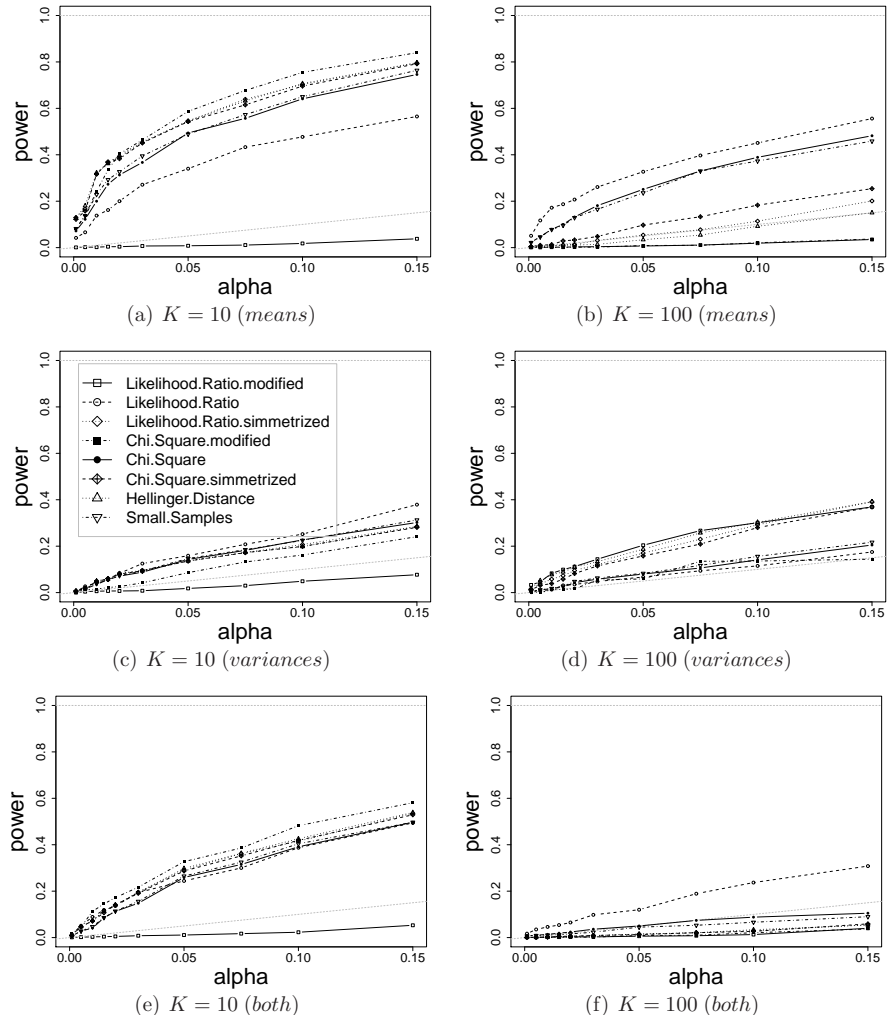 1.0
0.8
0.6
0.4
0.2
0.0
power
0.00 0.05 0.10 0.15
alpha
(a) K = 10 (means)
1.0
0.8
0.6
0.4
0.2
0.0
power
0.00 0.05 0.10 0.15
alpha
(b) K = 100 (means)
1.0
0.8
0.6
0.4
0.2
0.0
power
Likelihood.Ratio.modified
Likelihood.Ratio
Likelihood.Ratio.simmetrized
Chi.Square.modified
Chi.Square
Chi.Square.simmetrized
Hellinger.Distance
Small.Samples
0.00 0.05 0.10 0.15
alpha
(c) K = 10 (variances)
1.0
0.8
0.6
0.4
0.2
0.0
power
0.00 0.05 0.10 0.15
alpha
(d) K = 100 (variances)
1.0
0.8
0.6
0.4
0.2
0.0
power
0.00 0.05 0.10 0.15
alpha
(e) K = 10 (both)
1.0
0.8
0.6
0.4
0.2
0.0
power
0.00 0.05 0.10 0.15
alpha
(f) K = 100 (both)